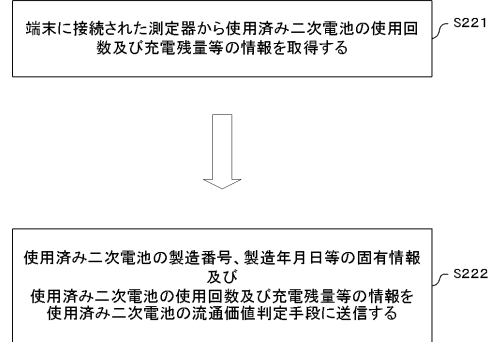 端末に接続された測定器から使用済み二次電池の使用回
数及び充電残量等の情報を取得する
S221
使用済み二次電池の製造番号、製造年月日等の固有情報
及び
使用済み二次電池の使用回数及び充電残量等の情報を
使用済み二次電池の流通価値判定手段に送信する
S222